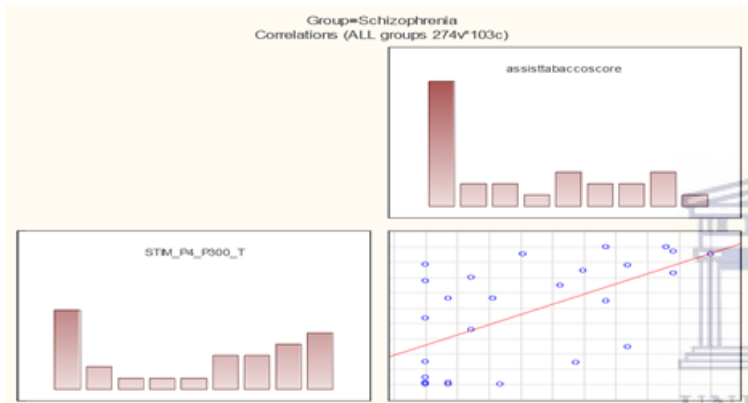 Group=Schizophrenia
Correlations (ALL groups 274v*103c)
assisttabaccoscore
STIM_P4_P300_T